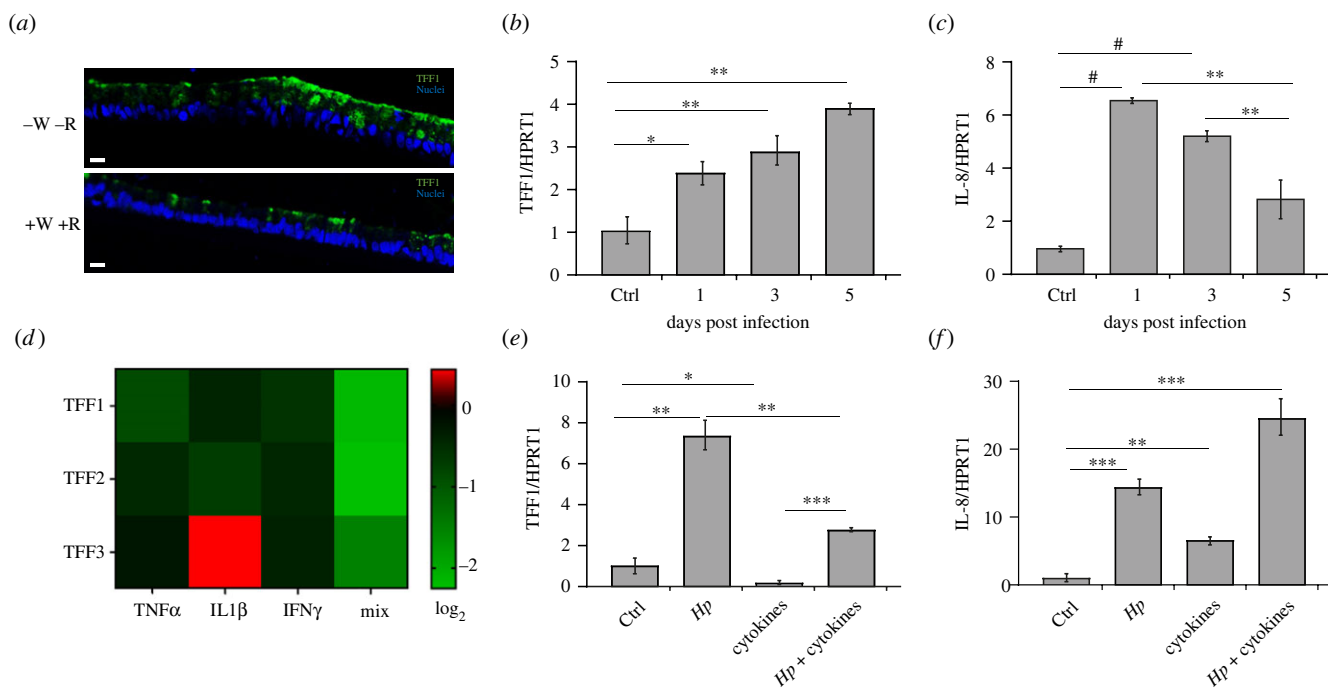 (a)
TFF1
Nuclei
–W –R
TFF1
Nuclei
+W +R
(b)
TFF1/HPRT1
5
4
3
2
1
0
**
**
*
Ctrl 1 3 5
days post infection
(c)
IL-8/HPRT1
8
6
4
2
0
#
# **
**
Ctrl 1 3 5
days post infection
(d)
TFF1
TFF2
TFF3
TNFα IL1β IFNγ mix
0
–1
–2
log2
(e)
TFF1/HPRT1
10
8
6
4
2
0
*
** **
***
Ctrl
Hp
cytokines
Hp + cytokines
(f)
IL-8/HPRT1
30
20
10
0
***
**
***
Ctrl
Hp
cytokines
Hp + cytokines